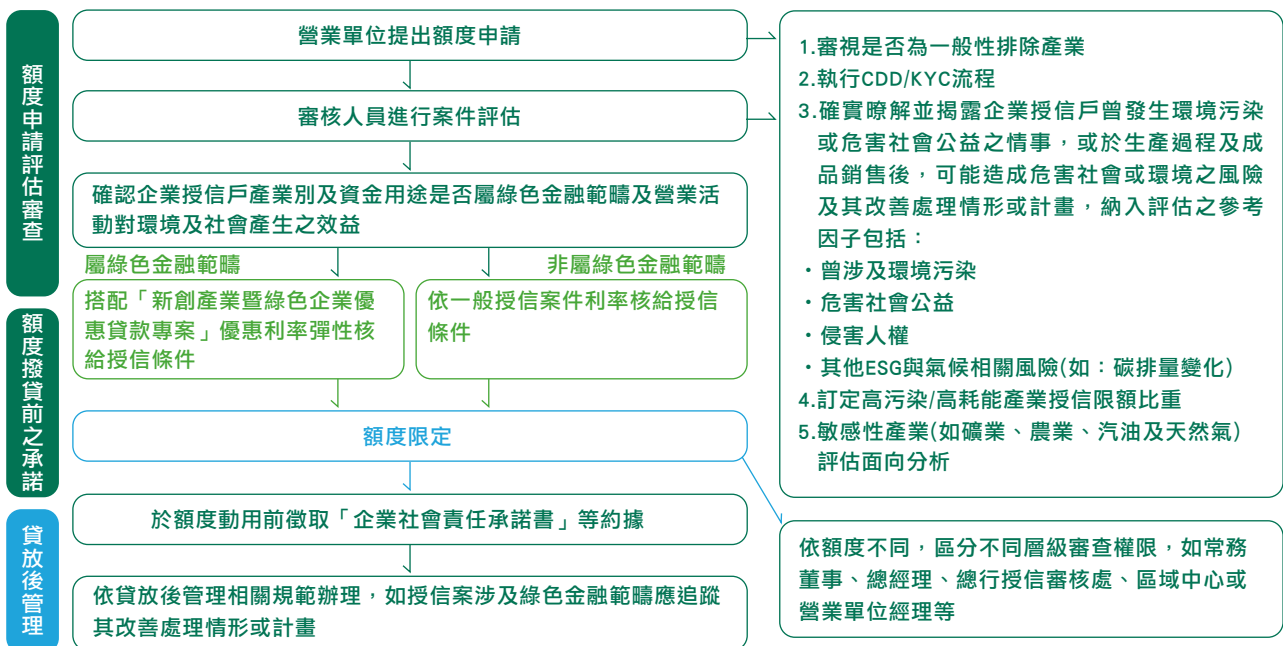 額度申請評估審查
營業單位提出額度申請
審核人員進行案件評估
確認企業授信戶產業別及資金用途是否屬綠色金融範疇及營業活
動對環境及社會產生之效益
屬綠色金融範疇
非屬綠色金融範疇
搭配「新創產業暨綠色企業優
惠貸款專案」優惠利率彈性核
給授信條件
依一般授信案件利率核給授信
條件
額度撥貸前之承諾
額度限定
於額度動用前徵取「企業社會責任承諾書」等約據
貸放後管理
依貸放後管理相關規範辦理，如授信案涉及綠色金融範疇應追蹤
其改善處理情形或計畫
1.審視是否為一般性排除產業
2.執行CDD/KYC流程
3.確實瞭解並揭露企業授信戶曾發生環境污染
或危害社會公益之情事，或於生產過程及成
品銷售後，可能造成危害社會或環境之風險
及其改善處理情形或計畫，納入評估之參考
因子包括：
・曾涉及環境污染
・危害社會公益
・侵害人權
・其他ESG與氣候相關風險(如：碳排量變化)
4.訂定高污染/高耗能產業授信限額比重
5.敏感性產業(如礦業、農業、汽油及天然氣)
評估面向分析
依額度不同，區分不同層級審查權限，如常務
董事、總經理、總行授信審核處、區域中心或
營業單位經理等